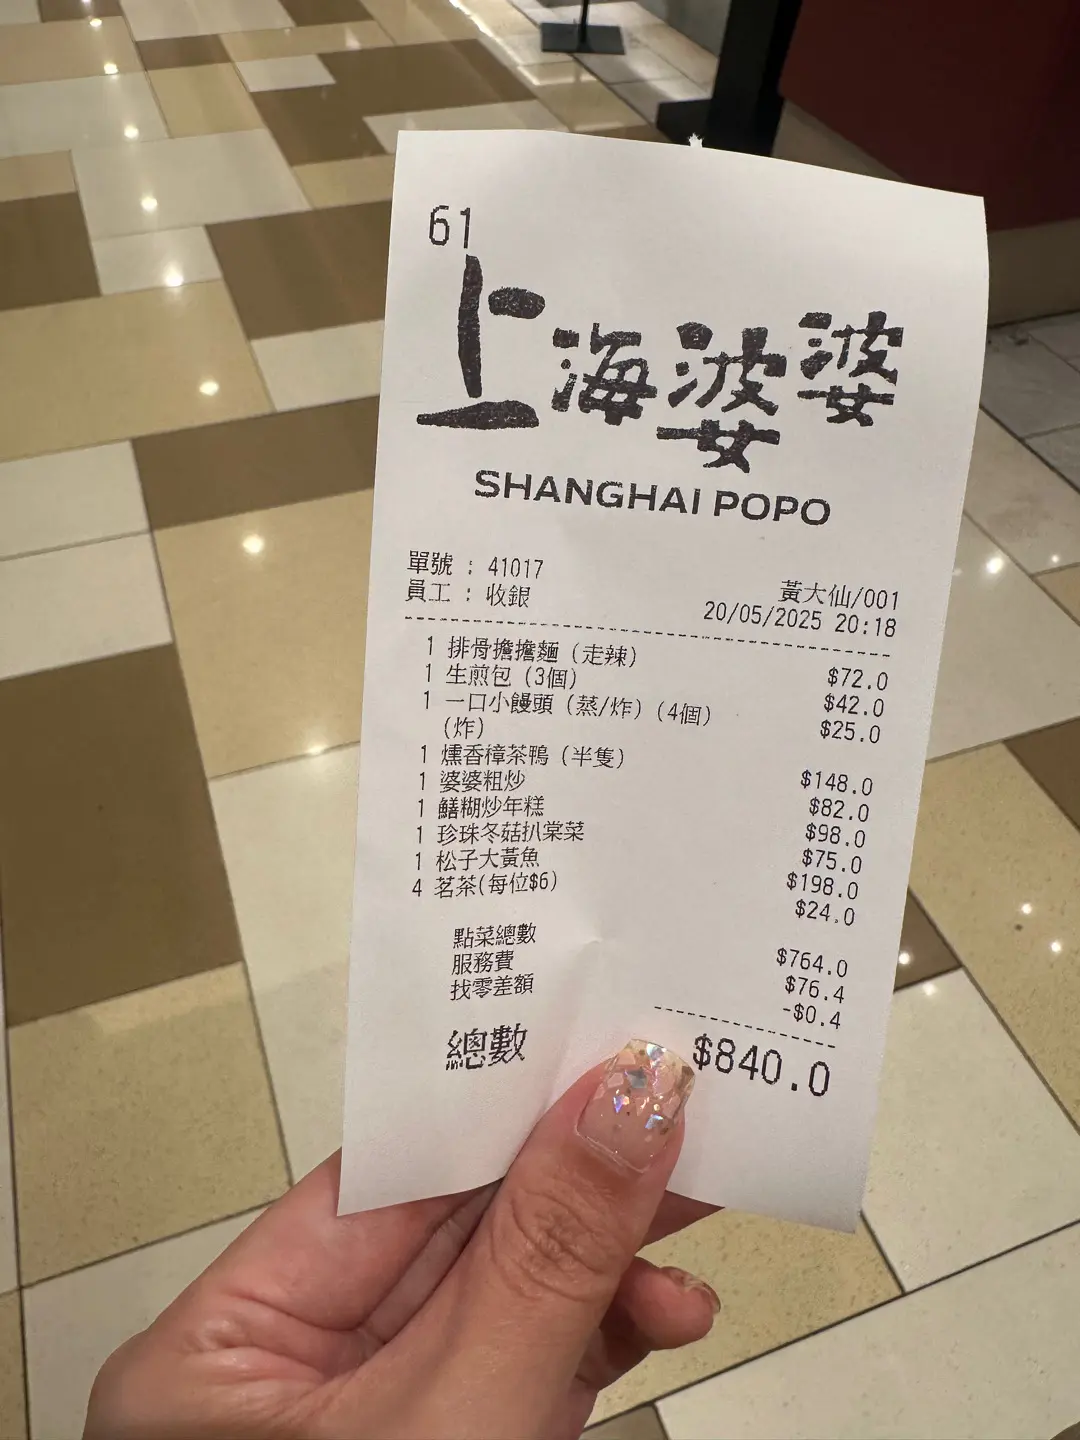 61
上海婆婆
SHANGHAI POPO
單號 : 41017
員工 : 收銀 黃大仙/001
20/05/2025 20:18
1 排骨擔擔麵 (走辣) $72.0
1 生煎包 (3個) $42.0
1 一口小饅頭 (蒸/炸) (4個) $25.0
(炸)
1 燻香樟茶鴨 (半隻) $148.0
1 婆婆粗炒 $82.0
1 鱔糊炒年糕 $98.0
1 珍珠冬菇扒棠菜 $75.0
1 松子大黃魚 $198.0
4 茗茶(每位$6) $24.0
點菜總數 $764.0
服務費 $76.4
找零差額 -$0.4
總數 $840.0